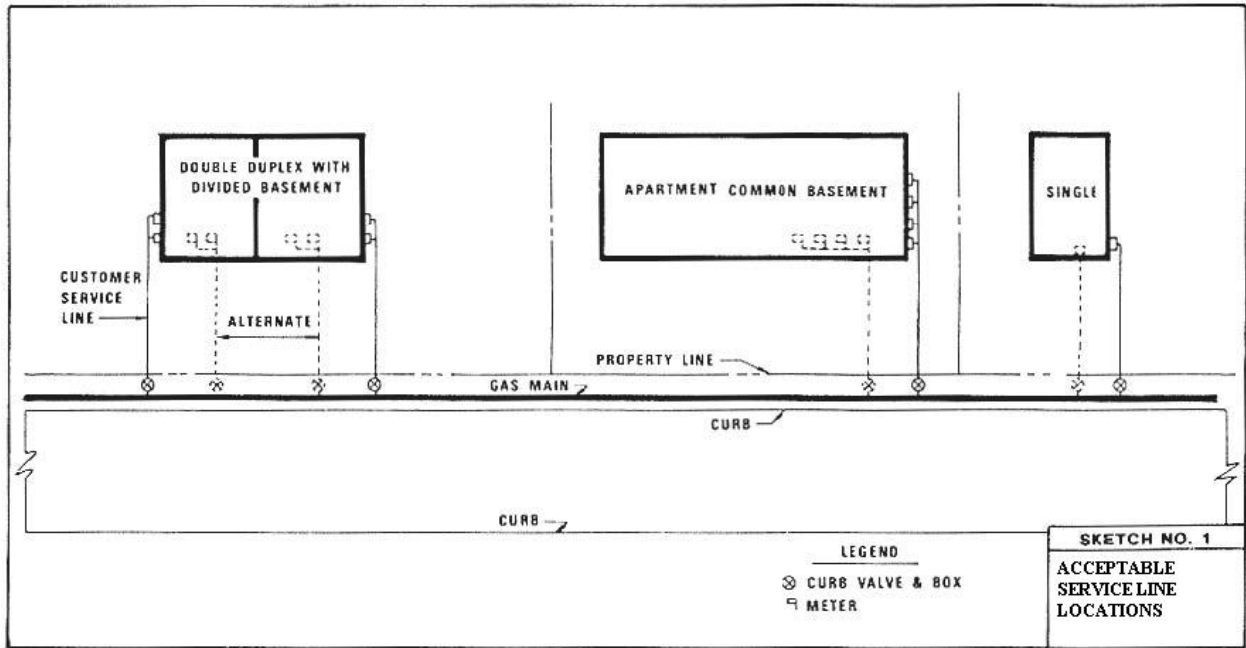 DOUBLE DUPLEX WITH
DIVIDED BASEMENT
APARTMENT COMMON BASEMENT
SINGLE
CUSTOMER
SERVICE
LINE
ALTERNATE
PROPERTY LINE
GAS MAIN
CURB
CURB
LEGEND
CURB VALVE & BOX
METER
SKETCH NO. 1
ACCEPTABLE
SERVICE LINE
LOCATIONS